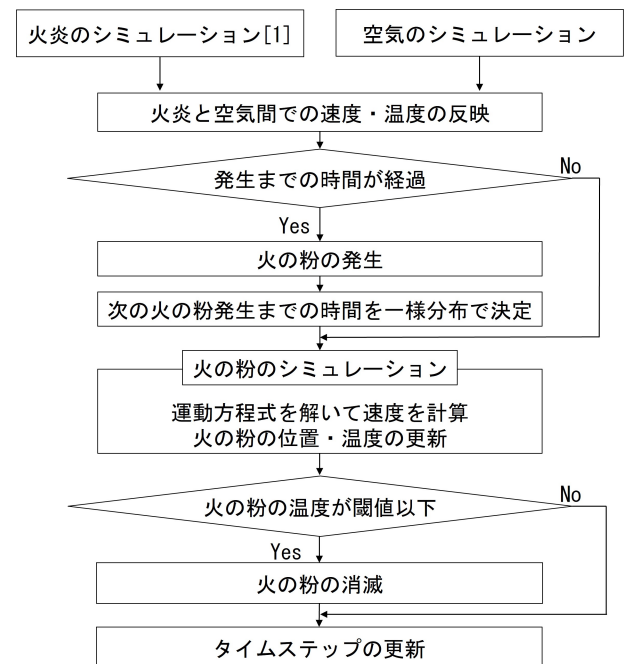 火炎のシミュレーション[1]
空気のシミュレーション
火炎と空気間での速度・温度の反映
発生までの時間が経過
No
Yes
火の粉の発生
次の火の粉発生までの時間を一様分布で決定
火の粉のシミュレーション
運動方程式を解いて速度を計算
火の粉の位置・温度の更新
火の粉の温度が閾値以下
No
Yes
火の粉の消滅
タイムステップの更新